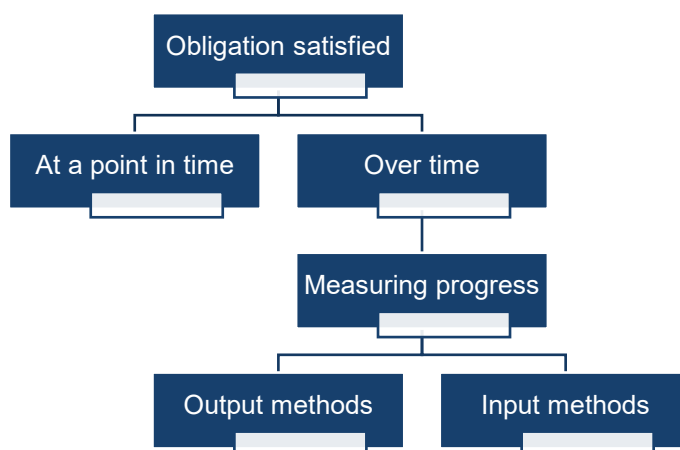 Obligation satisfied
At a point in time
Over time
Measuring progress
Output methods
Input methods